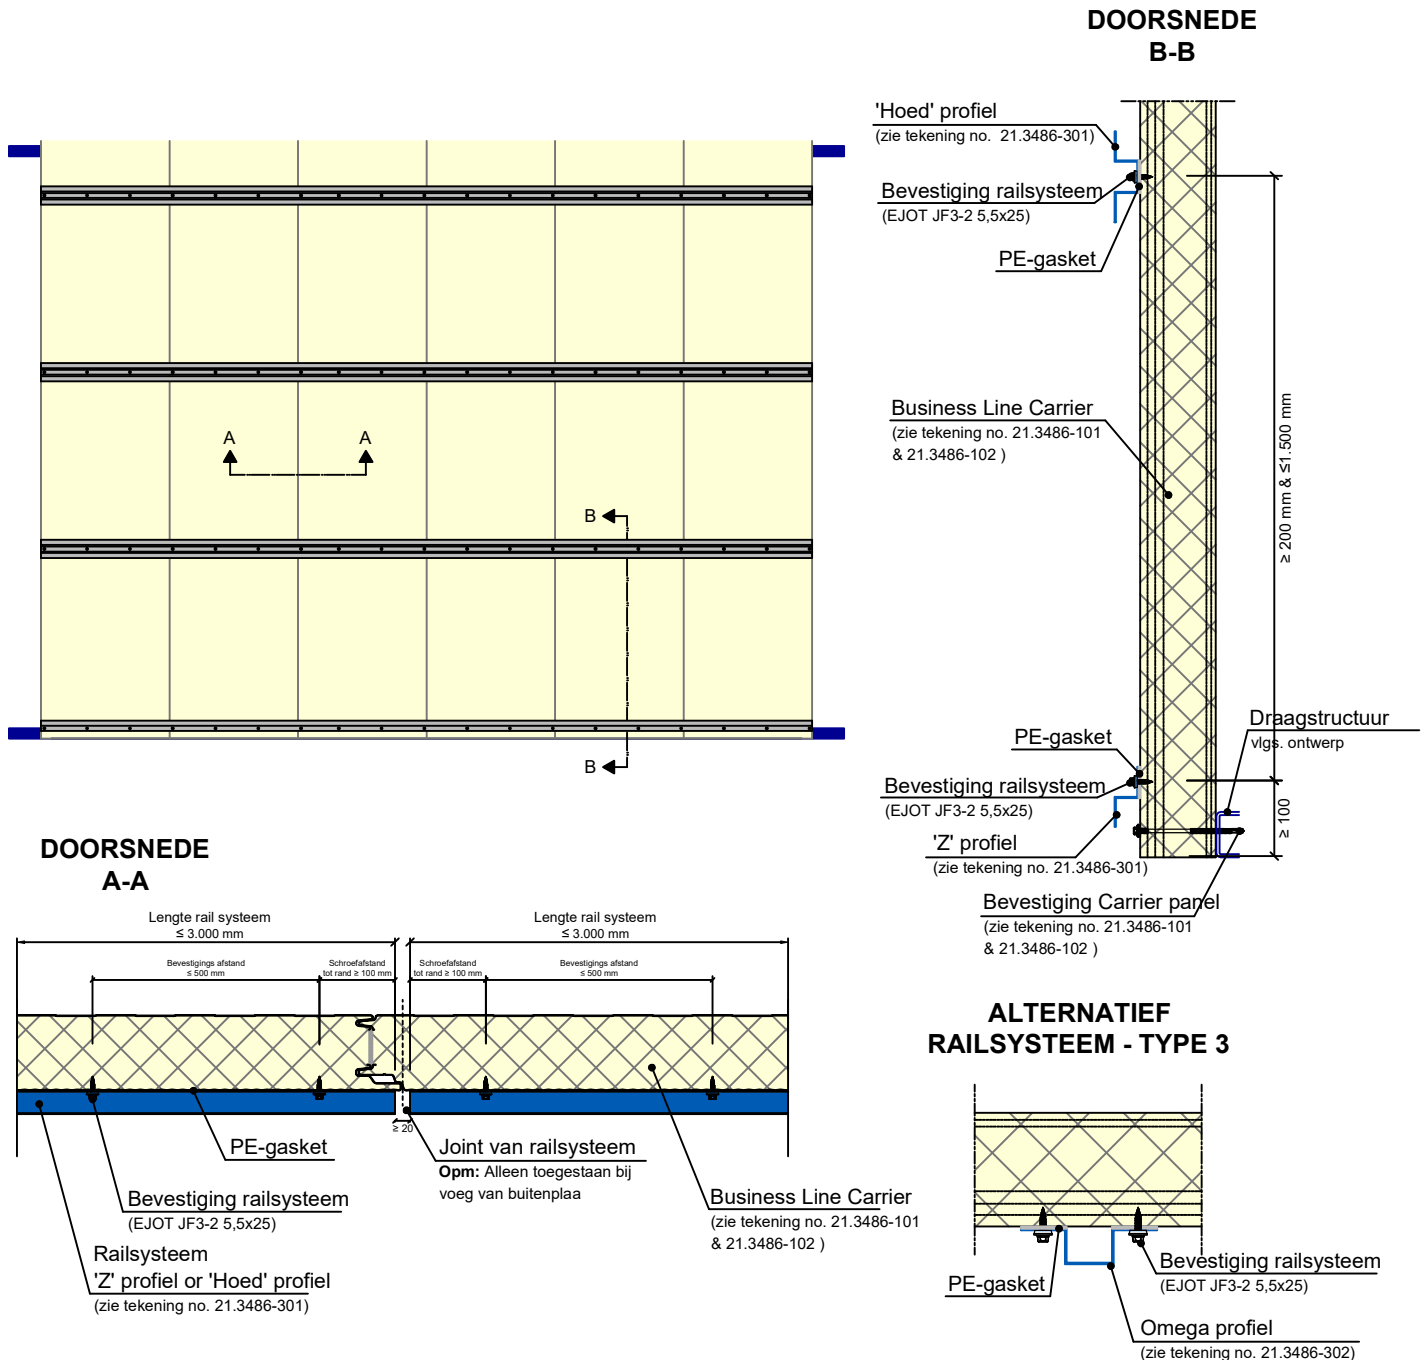 DOORSNEDE
B-B
'Hoed' profiel
(zie tekening no. 21.3486-301)
Bevestiging railsysteem
(EJOT JF3-2 5,5x25)
PE-gasket
Business Line Carrier
(zie tekening no. 21.3486-101
& 21.3486-102 )
≥ 200 mm & ≤1.500 mm
A
A
B
B
PE-gasket
Bevestiging railsysteem
(EJOT JF3-2 5,5x25)
'Z' profiel
(zie tekening no. 21.3486-301)
Draagstructuur
vlgs. ontwerp
≥ 100
Bevestiging Carrier panel
(zie tekening no. 21.3486-101
& 21.3486-102 )
DOORSNEDE
A-A
Lengte rail systeem
≤ 3.000 mm
Lengte rail systeem
≤ 3.000 mm
Bevestigings afstand
≤ 500 mm
Schroefafstand
tot rand ≥ 100 mm
Schroefafstand
tot rand ≥ 100 mm
Bevestigings afstand
≤ 500 mm
≥ 20
PE-gasket
Bevestiging railsysteem
(EJOT JF3-2 5,5x25)
Railsysteem
'Z' profiel or 'Hoed' profiel
(zie tekening no. 21.3486-301)
Joint van railsysteem
Opm: Alleen toegestaan bij
voeg van buitenplaa
Business Line Carrier
(zie tekening no. 21.3486-101
& 21.3486-102 )
ALTERNATIEF
RAILSYSTEEM - TYPE 3
PE-gasket
Bevestiging railsysteem
(EJOT JF3-2 5,5x25)
Omega profiel
(zie tekening no. 21.3486-302)